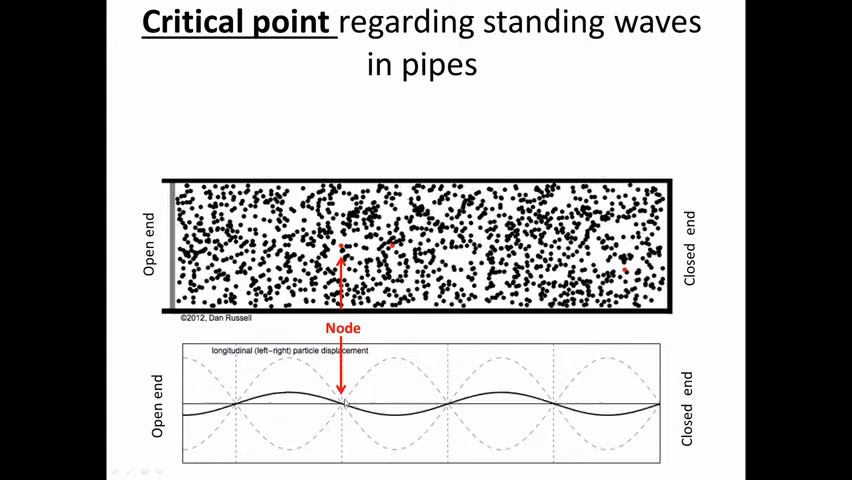 Critical point regarding standing waves
in pipes
Open end
Closed end
©2012, Dan Russell
Node
longitudinal (left-right) particle displacement
Open end
Closed end